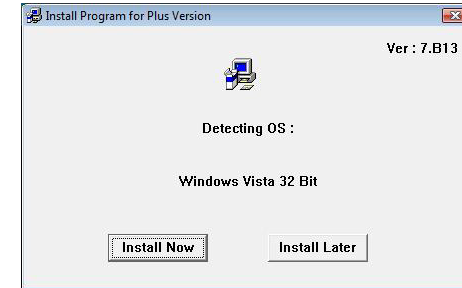 Install Program for Plus Version
Ver : 7.B13
Detecting OS :
Windows Vista 32 Bit
Install Now
Install Later